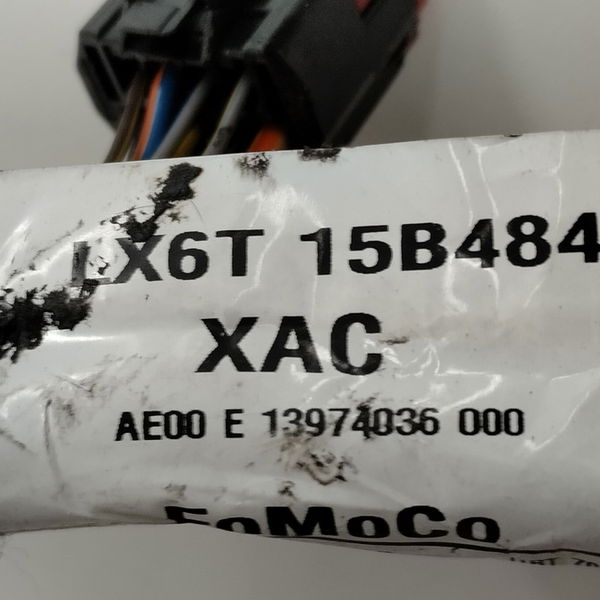 LX6T 15B484
XAC
AE00 E 13974036 000
FoMoCo